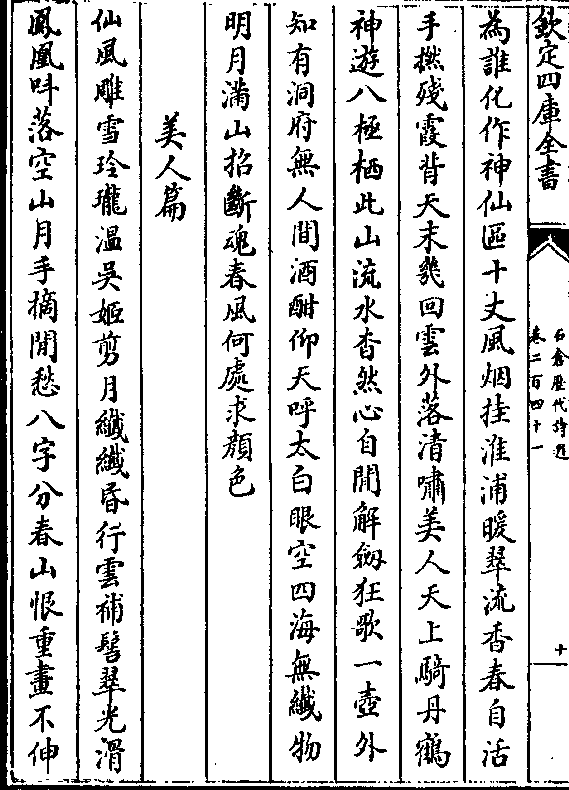 欽定四庫全書
石倉歷代詩選
卷二百四十一
十
為誰化作神仙區十丈風烟挂淮浦暖翠流香春自活
手撚殘霞背天末幾回雲外落清嘯美人天上騎丹鶴
神遊八極栖此山流水杳然心自閒解劔狂歌一壺外
知有洞府無人間酒酣仰天呼太白眼空四海無纖物
明月滿山招斷魂春風何處求顔色
美人篇
仙風雕雪玲瓏温吳姬剪月纖纖昏行雲補髻翠光滑
鳳凰呌落空山月手摘閒愁八字分春山恨重畫不伸